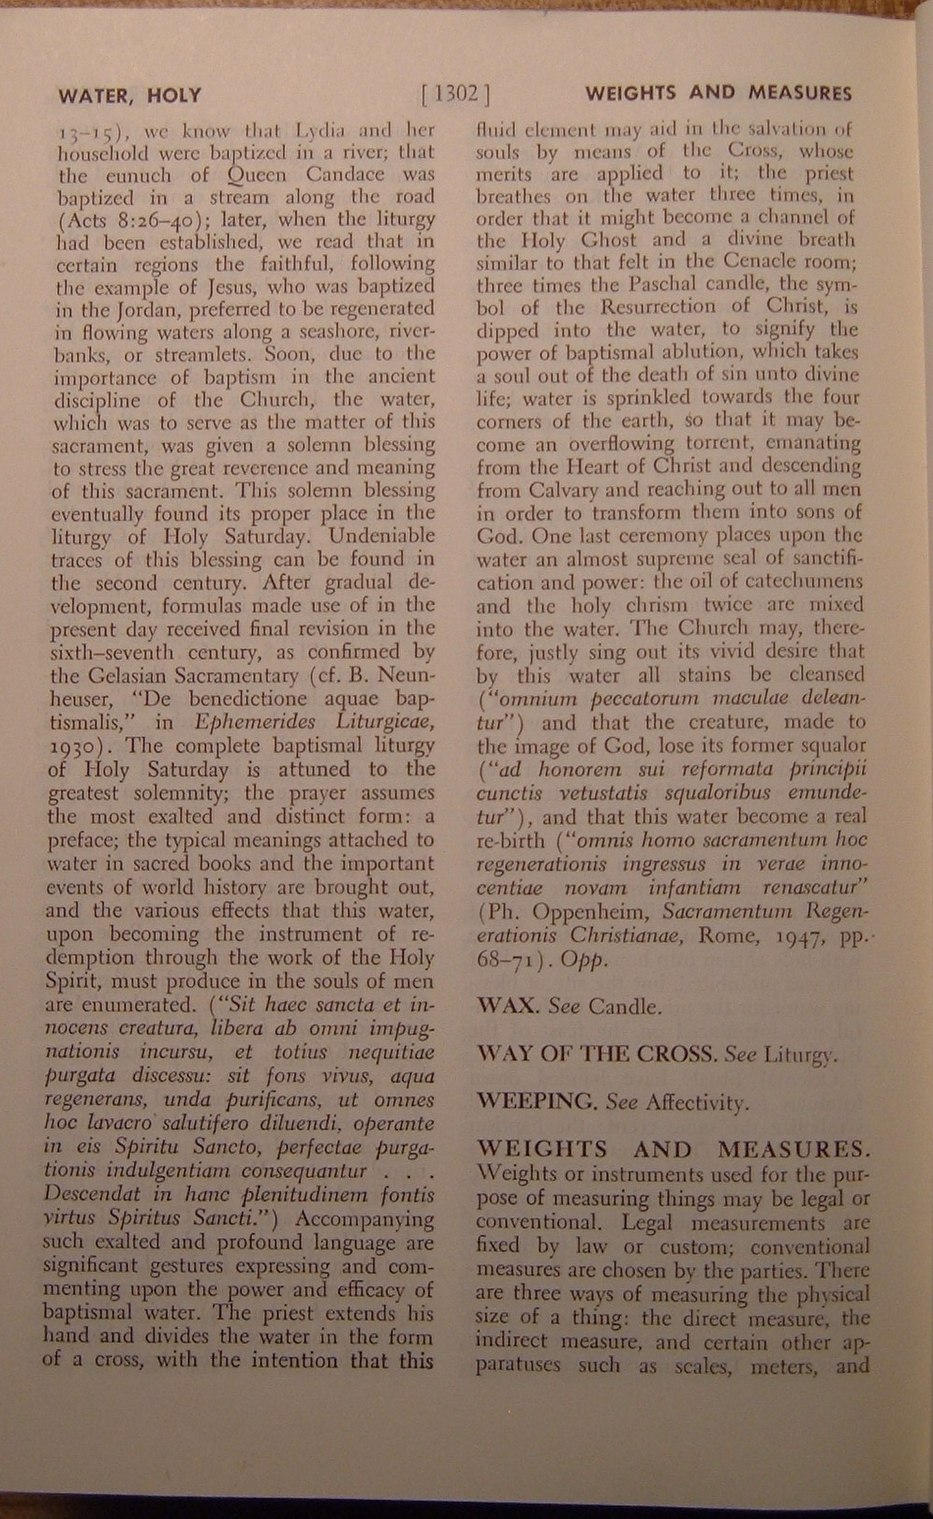 WATER, HOLY
[ 1302 ]
WEIGHTS AND MEASURES
13–15), we know that Lydia and her
household were baptized in a river; that
the eunuch of Queen Candace was
baptized in a stream along the road
(Acts 8:26–40); later, when the liturgy
had been established, we read that in
certain regions the faithful, following
the example of Jesus, who was baptized
in the Jordan, preferred to be regenerated
in flowing waters along a seashore, river-
banks, or streamlets. Soon, due to the
importance of baptism in the ancient
discipline of the Church, the water,
which was to serve as the matter of this
sacrament, was given a solemn blessing
to stress the great reverence and meaning
of this sacrament. This solemn blessing
eventually found its proper place in the
liturgy of Holy Saturday. Undeniable
traces of this blessing can be found in
the second century. After gradual de-
velopment, formulas made use of in the
present day received final revision in the
sixth–seventh century, as confirmed by
the Gelasian Sacramentary (cf. B. Neun-
heuser, “De benedictione aquae bap-
tismalis,” in Ephemerides Liturgicae,
1930). The complete baptismal liturgy
of Holy Saturday is attuned to the
greatest solemnity; the prayer assumes
the most exalted and distinct form: a
preface; the typical meanings attached to
water in sacred books and the important
events of world history are brought out,
and the various effects that this water,
upon becoming the instrument of re-
demption through the work of the Holy
Spirit, must produce in the souls of men
are enumerated. (“Sit haec sancta et in-
nocens creatura, libera ab omni impug-
nationis incursu, et totius nequitiae
purgata discessu: sit fons vivus, aqua
regenerans, unda purificans, ut omnes
hoc lavacro salutifero diluendi, operante
in eis Spiritu Sancto, perfectae purga-
tionis indulgentiam consequantur . . .
Descendat in hanc plenitudinem fontis
virtus Spiritus Sancti.”) Accompanying
such exalted and profound language are
significant gestures expressing and com-
menting upon the power and efficacy of
baptismal water. The priest extends his
hand and divides the water in the form
of a cross, with the intention that this
fluid element may aid in the salvation of
souls by means of the Cross, whose
merits are applied to it; the priest
breathes on the water three times, in
order that it might become a channel of
the Holy Ghost and a divine breath
similar to that felt in the Cenacle room;
three times the Paschal candle, the sym-
bol of the Resurrection of Christ, is
dipped into the water, to signify the
power of baptismal ablution, which takes
a soul out of the death of sin unto divine
life; water is sprinkled towards the four
corners of the earth, so that it may be-
come an overflowing torrent, emanating
from the Heart of Christ and descending
from Calvary and reaching out to all men
in order to transform them into sons of
God. One last ceremony places upon the
water an almost supreme seal of sanctifi-
cation and power: the oil of catechumens
and the holy chrism twice are mixed
into the water. The Church may, there-
fore, justly sing out its vivid desire that
by this water all stains be cleansed
(“omnium peccatorum maculae delean-
tur”) and that the creature, made to
the image of God, lose its former squalor
(“ad honorem sui reformata principii
cunctis vetustatis squaloribus emunde-
tur”), and that this water become a real
re-birth (“omnis homo sacramentum hoc
regenerationis ingressus in verae inno-
centiae novam infantiam renascatur”
(Ph. Oppenheim, Sacramentum Regen-
erationis Christianae, Rome, 1947, pp.
68–71). Opp.
WAX. See Candle.
WAY OF THE CROSS. See Liturgy.
WEEPING. See Affectivity.
WEIGHTS AND MEASURES.
Weights or instruments used for the pur-
pose of measuring things may be legal or
conventional. Legal measurements are
fixed by law or custom; conventional
measures are chosen by the parties. There
are three ways of measuring the physical
size of a thing: the direct measure, the
indirect measure, and certain other ap-
paratuses such as scales, meters, and